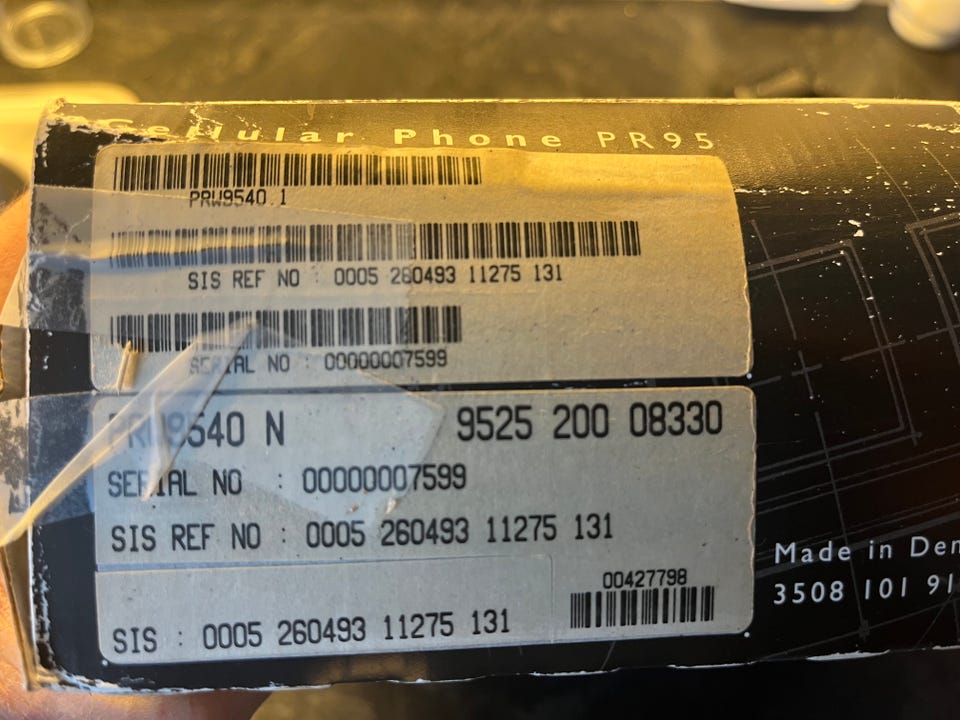 Cellular Phone PR95
PRW9540.1
SIS REF NO : 0005 260493 11275 131
SERIAL NO : 00000007599
PRW9540 N 9525 200 08330
SERIAL NO : 00000007599
SIS REF NO : 0005 260493 11275 131
00427798
SIS : 0005 260493 11275 131
Made in Den
3508 101 91